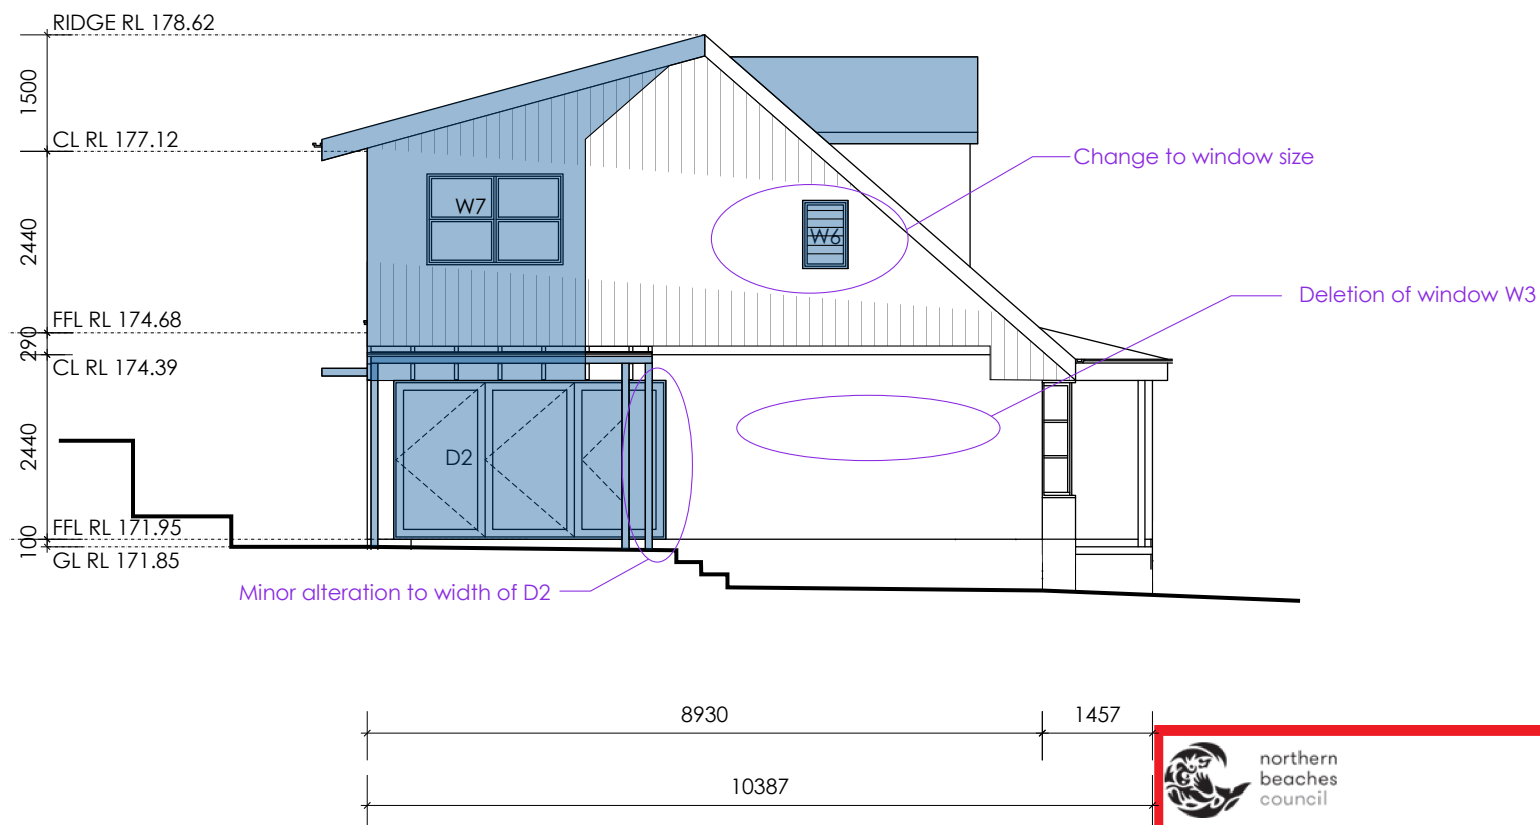 RIDGE RL 178.62
1500
CL RL 177.12
Change to window size
W7
W6
2440
Deletion of window W3
FFL RL 174.68
290
CL RL 174.39
2440
D2
FFL RL 171.95
100
GL RL 171.85
Minor alteration to width of D2
8930
1457
10387
northern
beaches
council